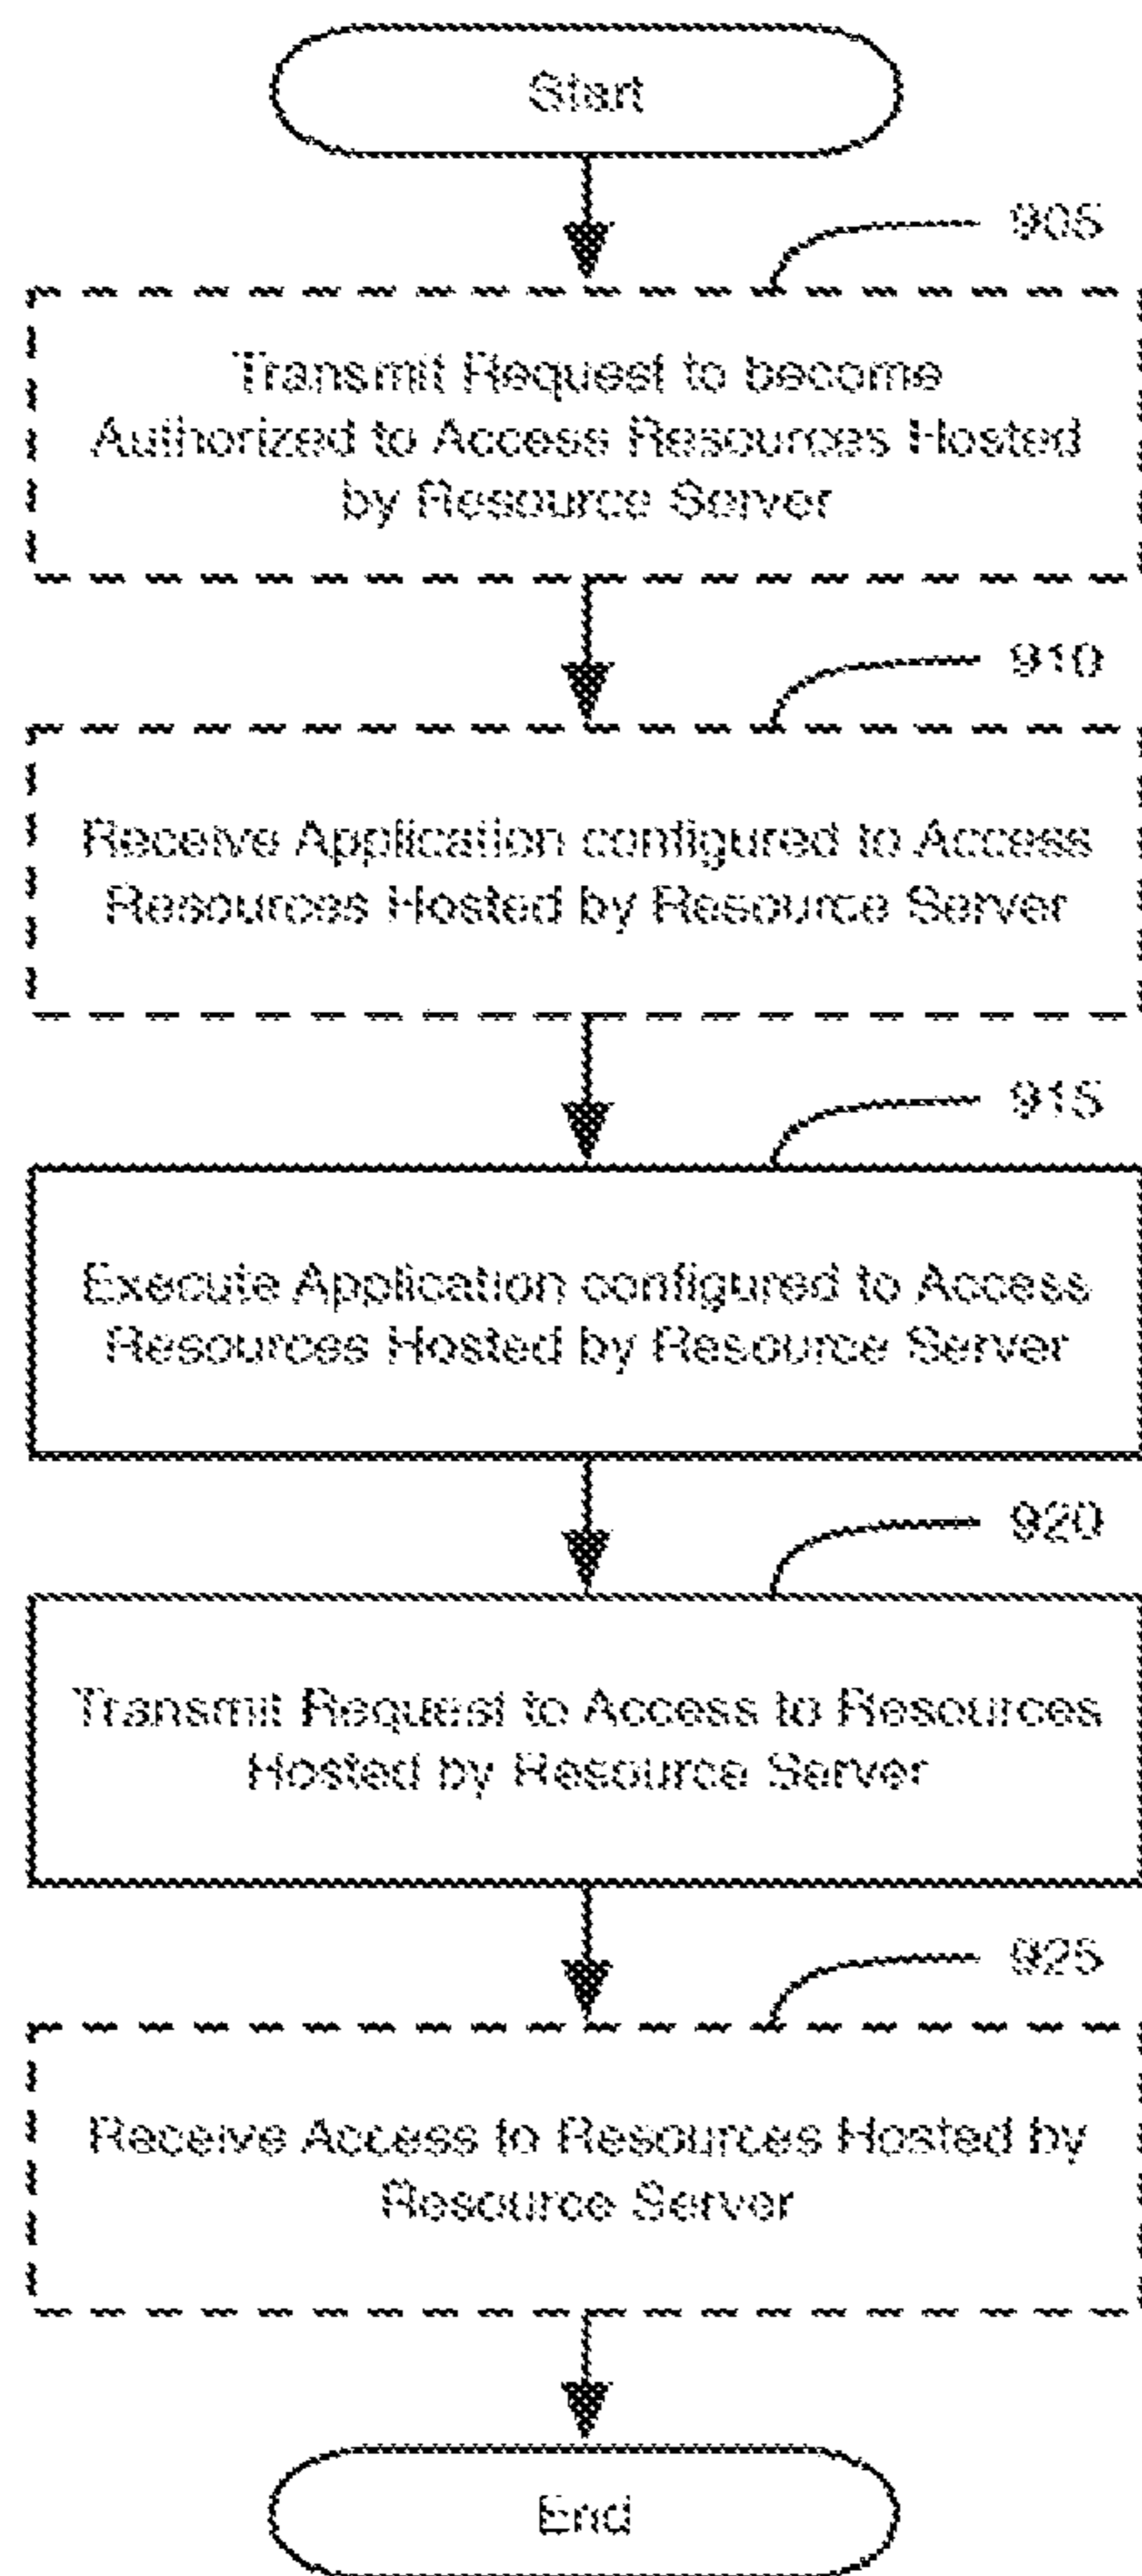 Start
905
Transmit Request to become
Authorized to Access Resources Hosted
by Resource Server
910
Receive Application configured to Access
Resources Hosted by Resource Server
915
Execute Application configured to Access
Resources Hosted by Resource Server
920
Transmit Request to Access to Resources
Hosted by Resource Server
925
Receive Access to Resources Hosted by
Resource Server
End